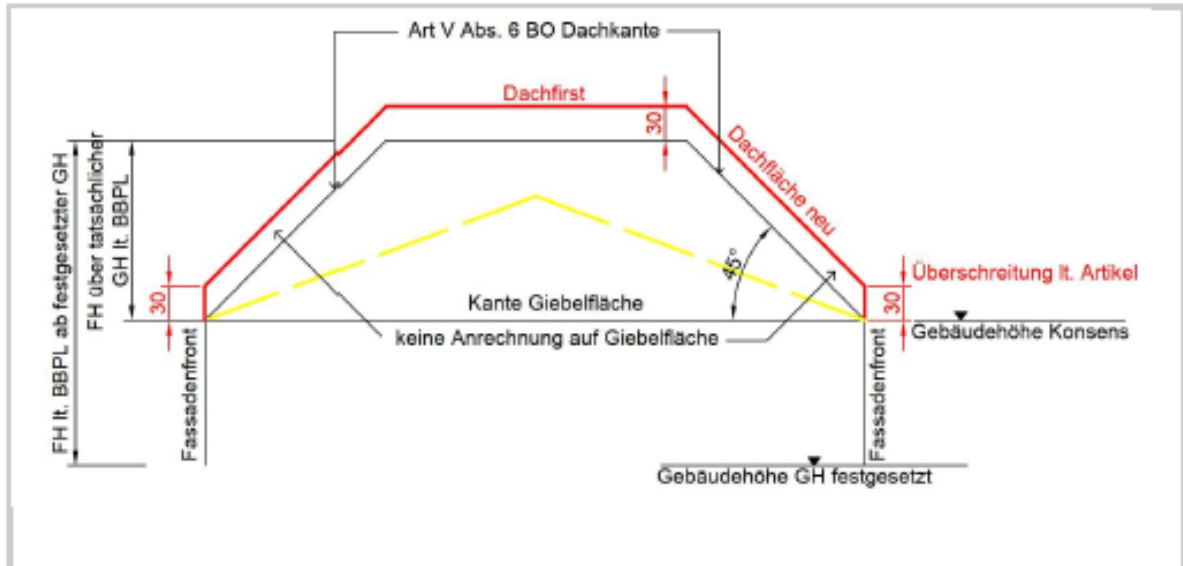 Art V Abs. 6 BO Dachkante
Dachfirst
30
Dachfläche neu
FH lt. BBPL ab festgesetzter GH
FH über tatsächlicher
GH lt. BBPL
45°
30
Kante Giebelfläche
keine Anrechnung auf Giebelfläche
Überschreitung lt. Artikel
30
Gebäudehöhe Konsens
Fassadenfront
Fassadenfront
Gebäudehöhe GH festgesetzt